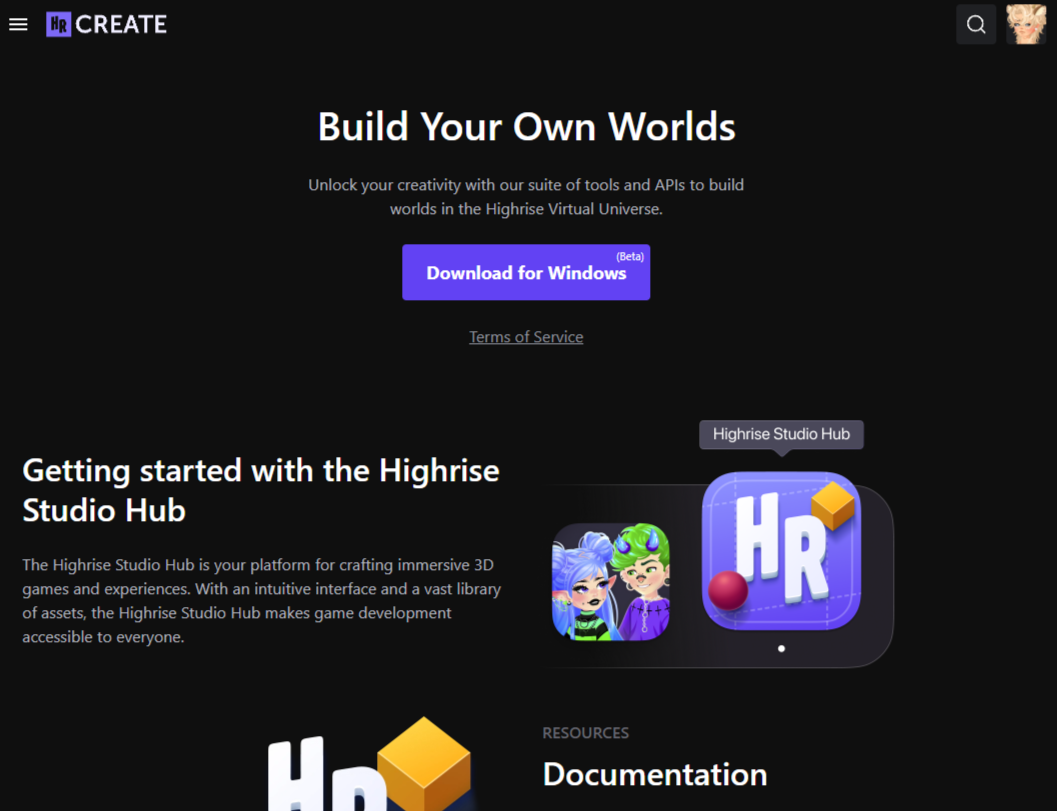 HR CREATE
Build Your Own Worlds
Unlock your creativity with our suite of tools and APIs to build
worlds in the Highrise Virtual Universe.
(Beta)
Download for Windows
Terms of Service
Getting started with the Highrise
Studio Hub
The Highrise Studio Hub is your platform for crafting immersive 3D
games and experiences. With an intuitive interface and a vast library
of assets, the Highrise Studio Hub makes game development
accessible to everyone.
Highrise Studio Hub
HR
HR
RESOURCES
Documentation